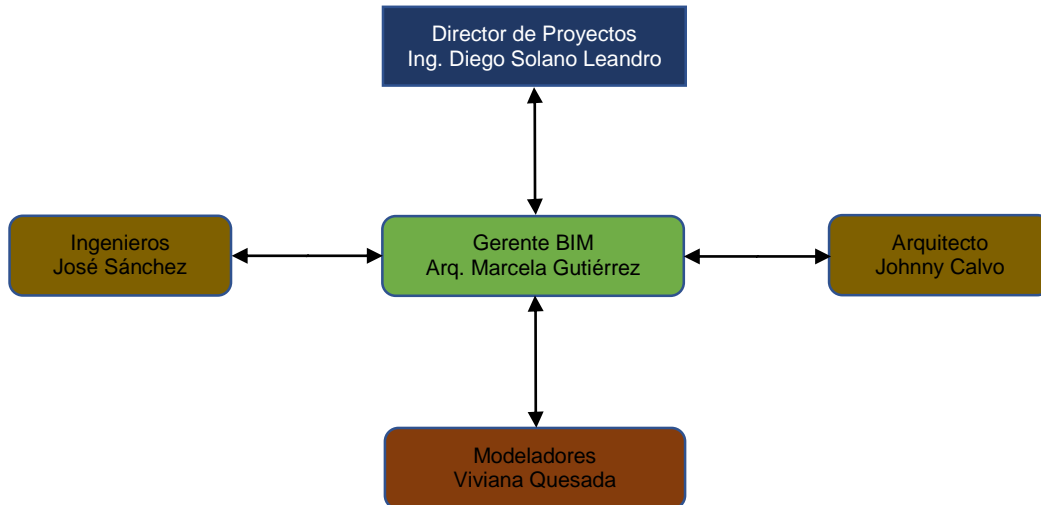 Director de Proyectos
Ing. Diego Solano Leandro
Ingenieros
José Sánchez
Gerente BIM
Arq. Marcela Gutiérrez
Arquitecto
Johnny Calvo
Modeladores
Viviana Quesada